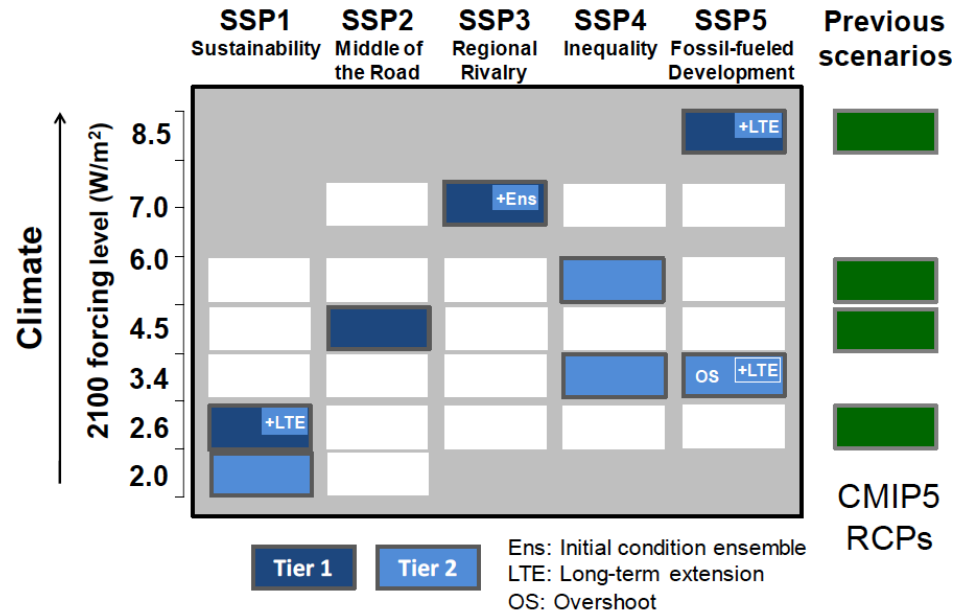 SSP1
Sustainability
SSP2
Middle of
the Road
SSP3
Regional
Rivalry
SSP4
Inequality
SSP5
Fossil-fueled
Development
Previous
scenarios
Climate
2100 forcing level (W/m²)
8.5
+LTE
7.0
+Ens
6.0
4.5
3.4
OS
+LTE
2.6
+LTE
2.0
CMIP5
RCPs
Tier 1
Tier 2
Ens: Initial condition ensemble
LTE: Long-term extension
OS: Overshoot